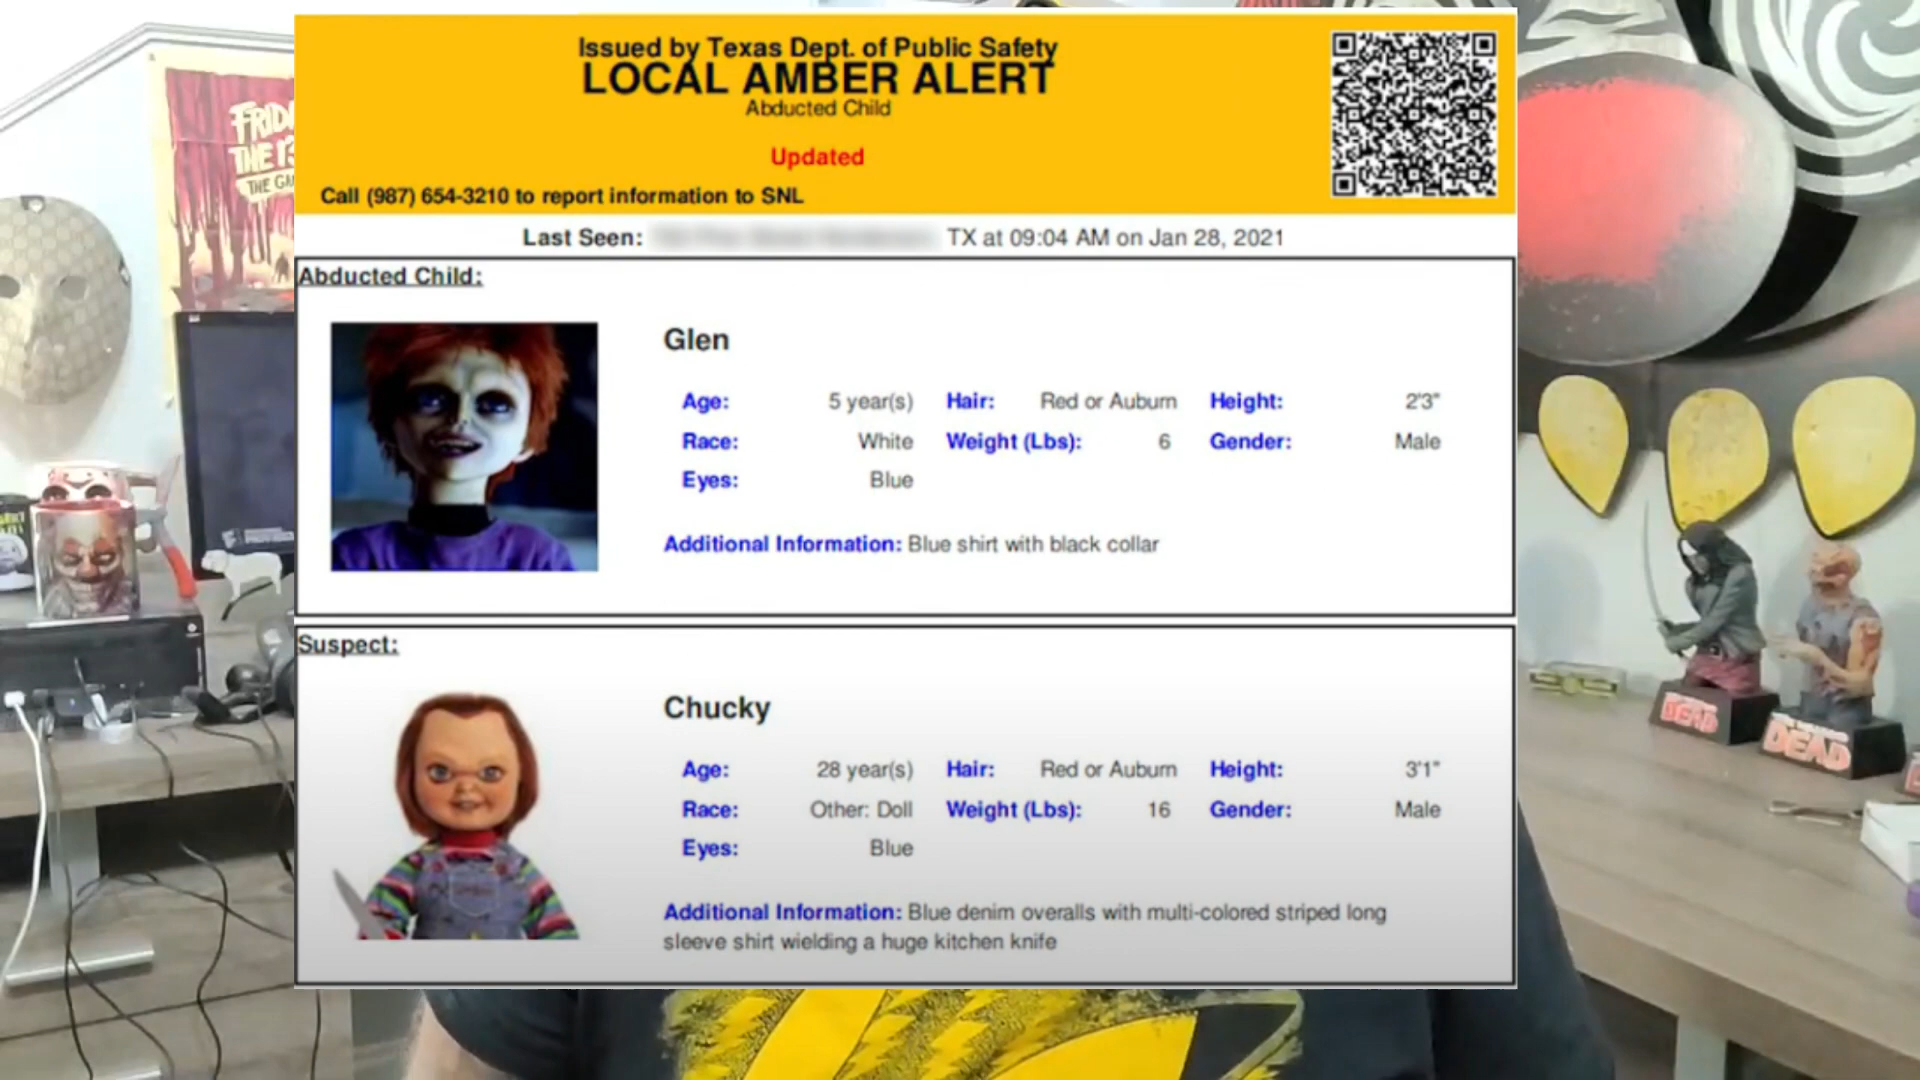 Issued by Texas Dept. of Public Safety
LOCAL AMBER ALERT
Abducted Child
Updated
Call (987) 654-3210 to report information to SNL
Last Seen: TX at 09:04 AM on Jan 28, 2021
Abducted Child:
Glen
Age: 5 year(s) Hair: Red or Auburn Height: 2'3"
Race: White Weight (Lbs): 6 Gender: Male
Eyes: Blue
Additional Information: Blue shirt with black collar
Suspect:
Chucky
Age: 28 year(s) Hair: Red or Auburn Height: 3'1"
Race: Other: Doll Weight (Lbs): 16 Gender: Male
Eyes: Blue
Additional Information: Blue denim overalls with multi-colored striped long
sleeve shirt wielding a huge kitchen knife
FRID
THE 13
THE GA
DEAD
DEAD